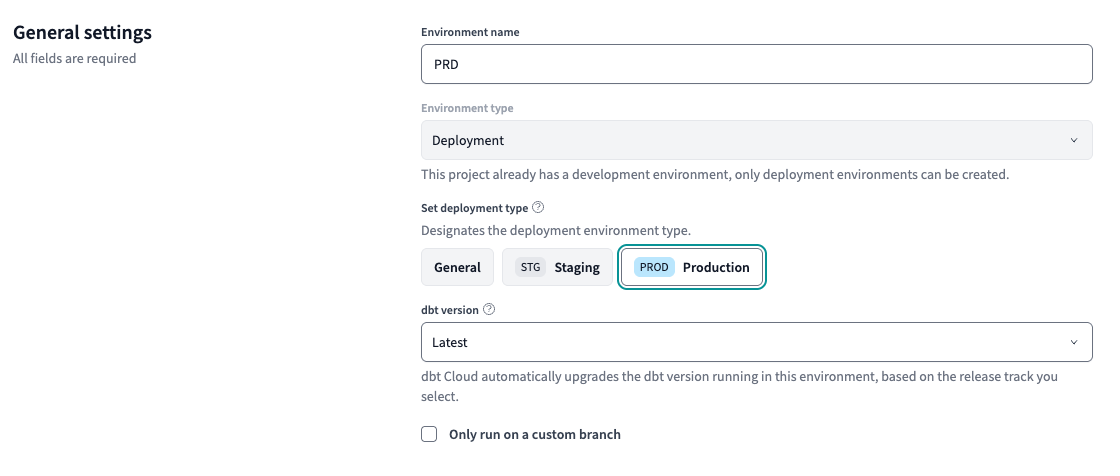 General settings
All fields are required
Environment name
PRD
Environment type
Deployment
This project already has a development environment, only deployment environments can be created.
Set deployment type
Designates the deployment environment type.
General
STG Staging
PROD Production
dbt version
Latest
dbt Cloud automatically upgrades the dbt version running in this environment, based on the release track you
select.
Only run on a custom branch